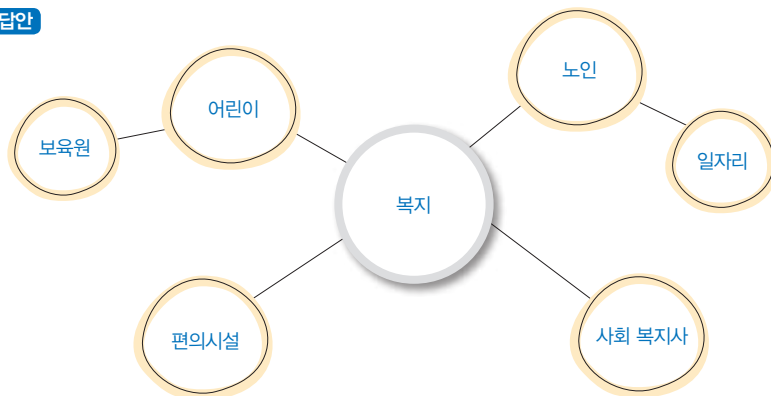 답안
노인
어린이
보육원
일자리
복지
편의시설
사회 복지사